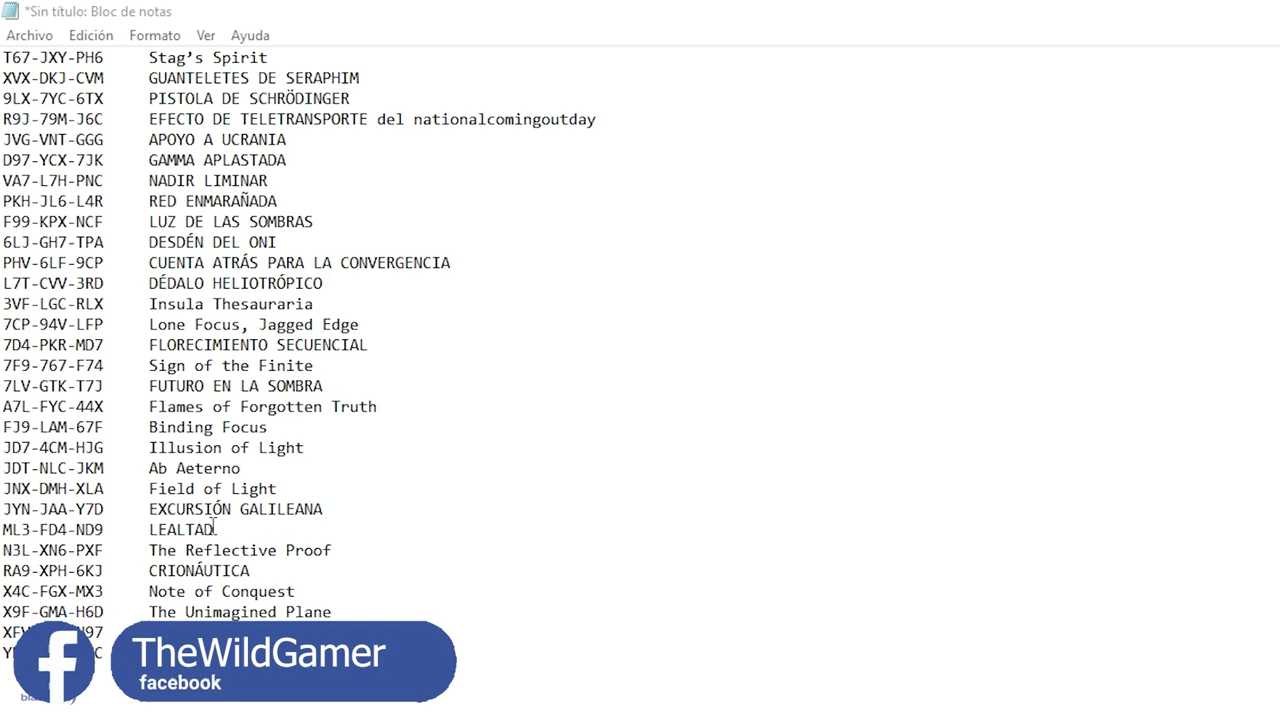 *Sin título: Bloc de notas
Archivo Edición Formato Ver Ayuda
T67-JXY-PH6 Stag’s Spirit
XVX-DKJ-CVM GUANTELETES DE SERAPHIM
9LX-7YC-6TX PISTOLA DE SCHRÖDINGER
R9J-79M-J6C EFECTO DE TELETRANSPORTE del nationalcomingoutday
JVG-VNT-GGG APOYO A UCRANIA
D97-YCX-7JK GAMMA APLASTADA
VA7-L7H-PNC NADIR LIMINAR
PKH-JL6-L4R RED ENMARAÑADA
F99-KPX-NCF LUZ DE LAS SOMBRAS
6LJ-GH7-TPA DESDÉN DEL ONI
PHV-6LF-9CP CUENTA ATRÁS PARA LA CONVERGENCIA
L7T-CVV-3RD DÉDALO HELIOTRÓPICO
3VF-LGC-RLX Insula Thesauraria
7CP-94V-LFP Lone Focus, Jagged Edge
7D4-PKR-MD7 FLORECIMIENTO SECUENCIAL
7F9-767-F74 Sign of the Finite
7LV-GTK-T7J FUTURO EN LA SOMBRA
A7L-FYC-44X Flames of Forgotten Truth
FJ9-LAM-67F Binding Focus
JD7-4CM-HJG Illusion of Light
JDT-NLC-JKM Ab Aeterno
JNX-DMH-XLA Field of Light
JYN-JAA-Y7D EXCURSIÓN GALILEANA
ML3-FD4-ND9 LEALTAD
N3L-XN6-PXF The Reflective Proof
RA9-XPH-6KJ CRIONÁUTICA
X4C-FGX-MX3 Note of Conquest
X9F-GMA-H6D The Unimagined Plane
TheWildGamer
facebook